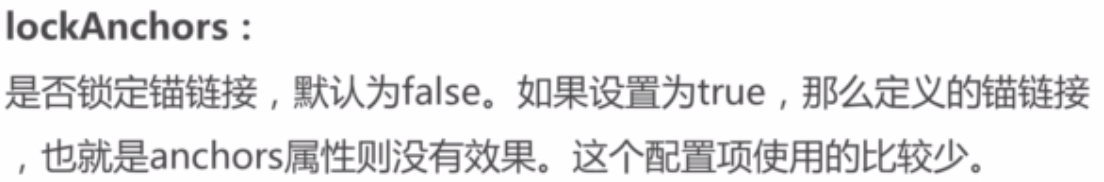 lockAnchors：
是否锁定锚链接，默认为false。如果设置为true，那么定义的锚链接
，也就是anchors属性则没有效果。这个配置项使用的比较少。